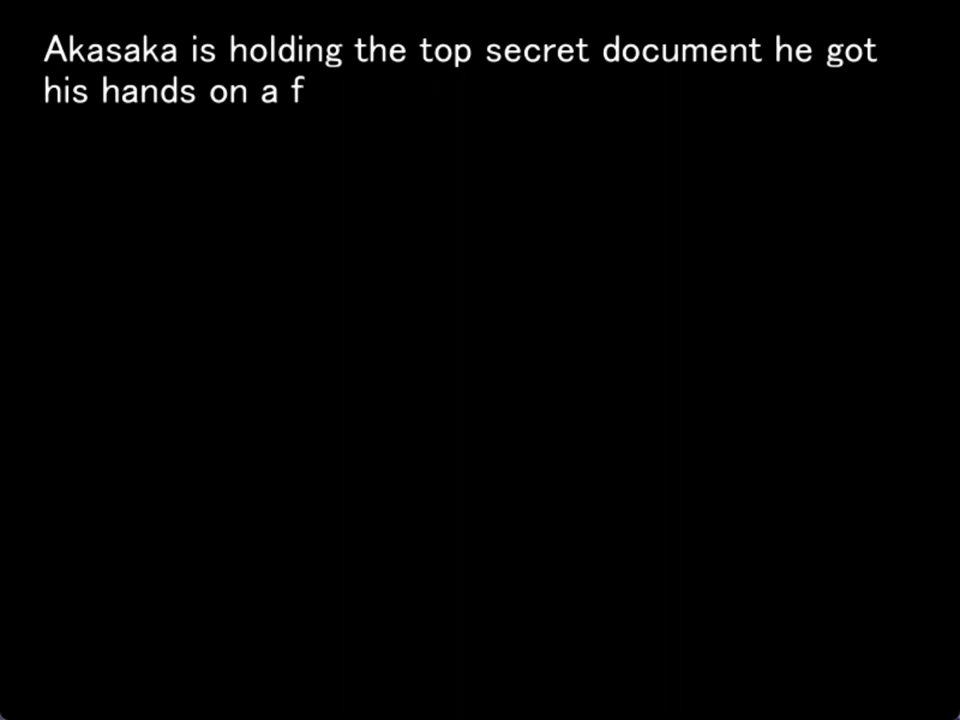 Akasaka is holding the top secret document he got
his hands on a f